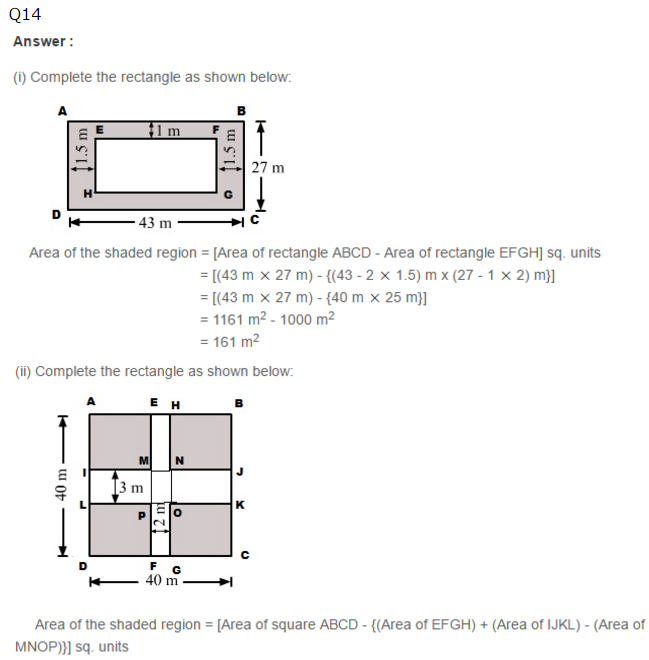 Q14
Answer :
(i) Complete the rectangle as shown below:
A B
E 1 m F
1.5 m 1.5 m
27 m
H G
D C
43 m
Area of the shaded region = [Area of rectangle ABCD - Area of rectangle EFGH] sq. units
= [(43 m × 27 m) - {(43 - 2 × 1.5) m x (27 - 1 × 2) m}]
= [(43 m × 27 m) - {40 m × 25 m}]
= 1161 m² - 1000 m²
= 161 m²
(ii) Complete the rectangle as shown below:
A E H B
M N
I J
40 m 3 m
L K
P O
2 m
C
D F G
40 m
Area of the shaded region = [Area of square ABCD - {(Area of EFGH) + (Area of IJKL) - (Area of
MNOP)}] sq. units